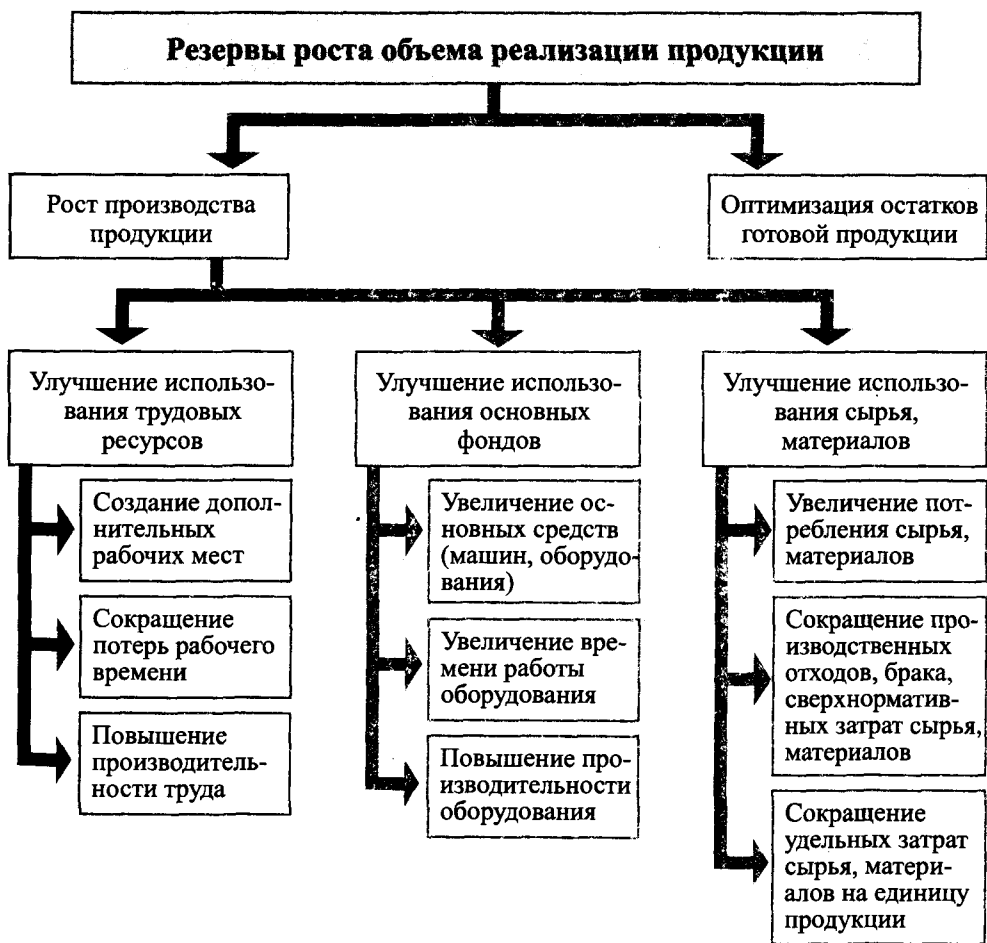 Резервы роста объема реализации продукции
Рост производства
продукции
Оптимизация остатков
готовой продукции
Улучшение использо-
вания трудовых
ресурсов
Создание допол-
нительных
рабочих мест
Сокращение
потерь рабочего
времени
Повышение
производитель-
ности труда
Улучшение использо-
вания основных
фондов
Увеличение ос-
новных средств
(машин, оборудо-
вания)
Увеличение вре-
мени работы
оборудования
Повышение про-
изводительности
оборудования
Улучшение использо-
вания сырья,
материалов
Увеличение пот-
ребления сырья,
материалов
Сокращение про-
изводственных
отходов, брака,
сверхнорматив-
ных затрат сырья,
материалов
Сокращение
удельных затрат
сырья, матери-
алов на единицу
продукции